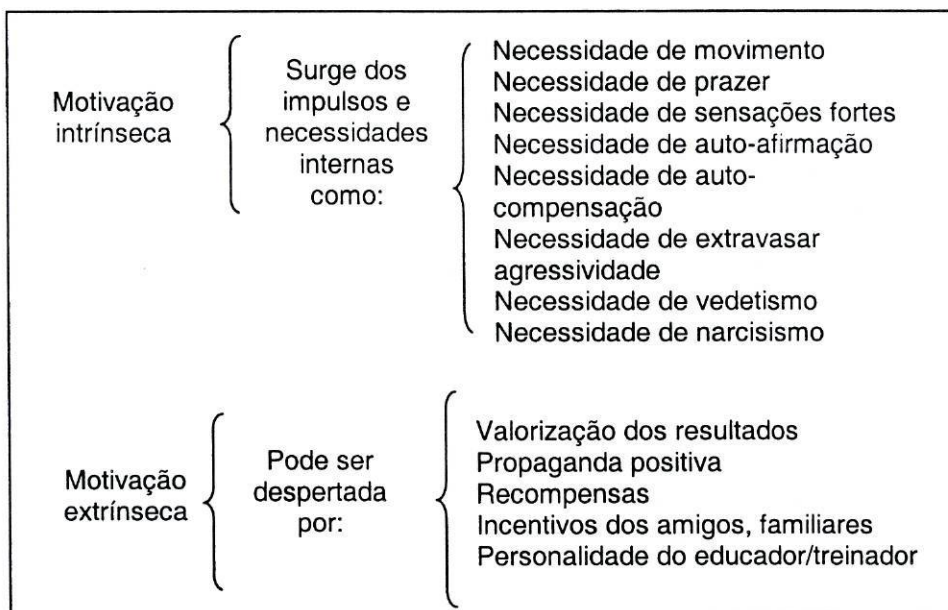 Motivação
intrínseca
Surge dos
impulsos e
necessidades
internas
como:
Necessidade de movimento
Necessidade de prazer
Necessidade de sensações fortes
Necessidade de auto-afirmação
Necessidade de auto-
compensação
Necessidade de extravasar
agressividade
Necessidade de vedetismo
Necessidade de narcisismo
Motivação
extrínseca
Pode ser
despertada
por:
Valorização dos resultados
Propaganda positiva
Recompensas
Incentivos dos amigos, familiares
Personalidade do educador/treinador